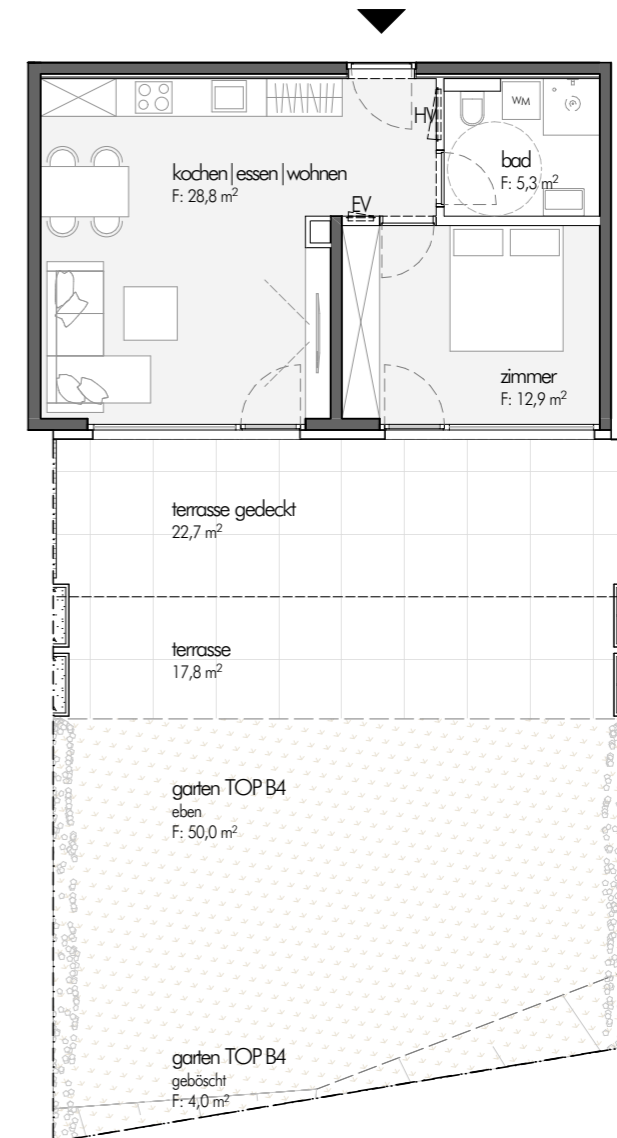 HV
WM
kochen|essen|wohnen
F: 28,8 m²
bad
F: 5,3 m²
EV
zimmer
F: 12,9 m²
terrasse gedeckt
22,7 m²
terrasse
17,8 m²
garten TOP B4
eben
F: 50,0 m²
garten TOP B4
geböscht
F: 4,0 m²